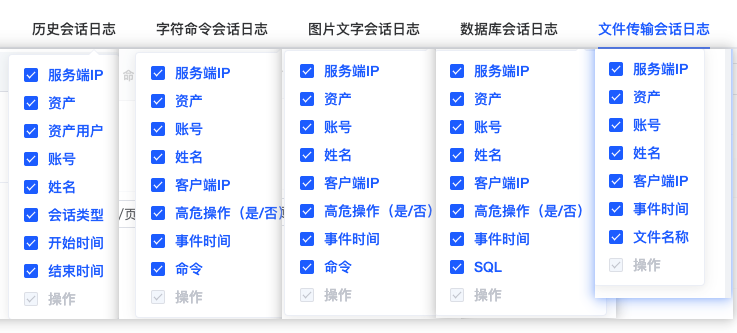 历史会话日志
字符命令会话日志
图片文字会话日志
数据库会话日志
文件传输会话日志
服务端IP
资产
资产用户
账号
姓名
会话类型
开始时间
结束时间
操作
命
/页
服务端IP
资产
账号
姓名
客户端IP
高危操作（是/否）
事件时间
命令
操作
服务端IP
资产
账号
姓名
客户端IP
高危操作（是/否）
事件时间
命令
操作
服务端IP
资产
账号
姓名
客户端IP
高危操作（是/否）
事件时间
SQL
操作
服务端IP
资产
账号
姓名
客户端IP
事件时间
文件名称
操作